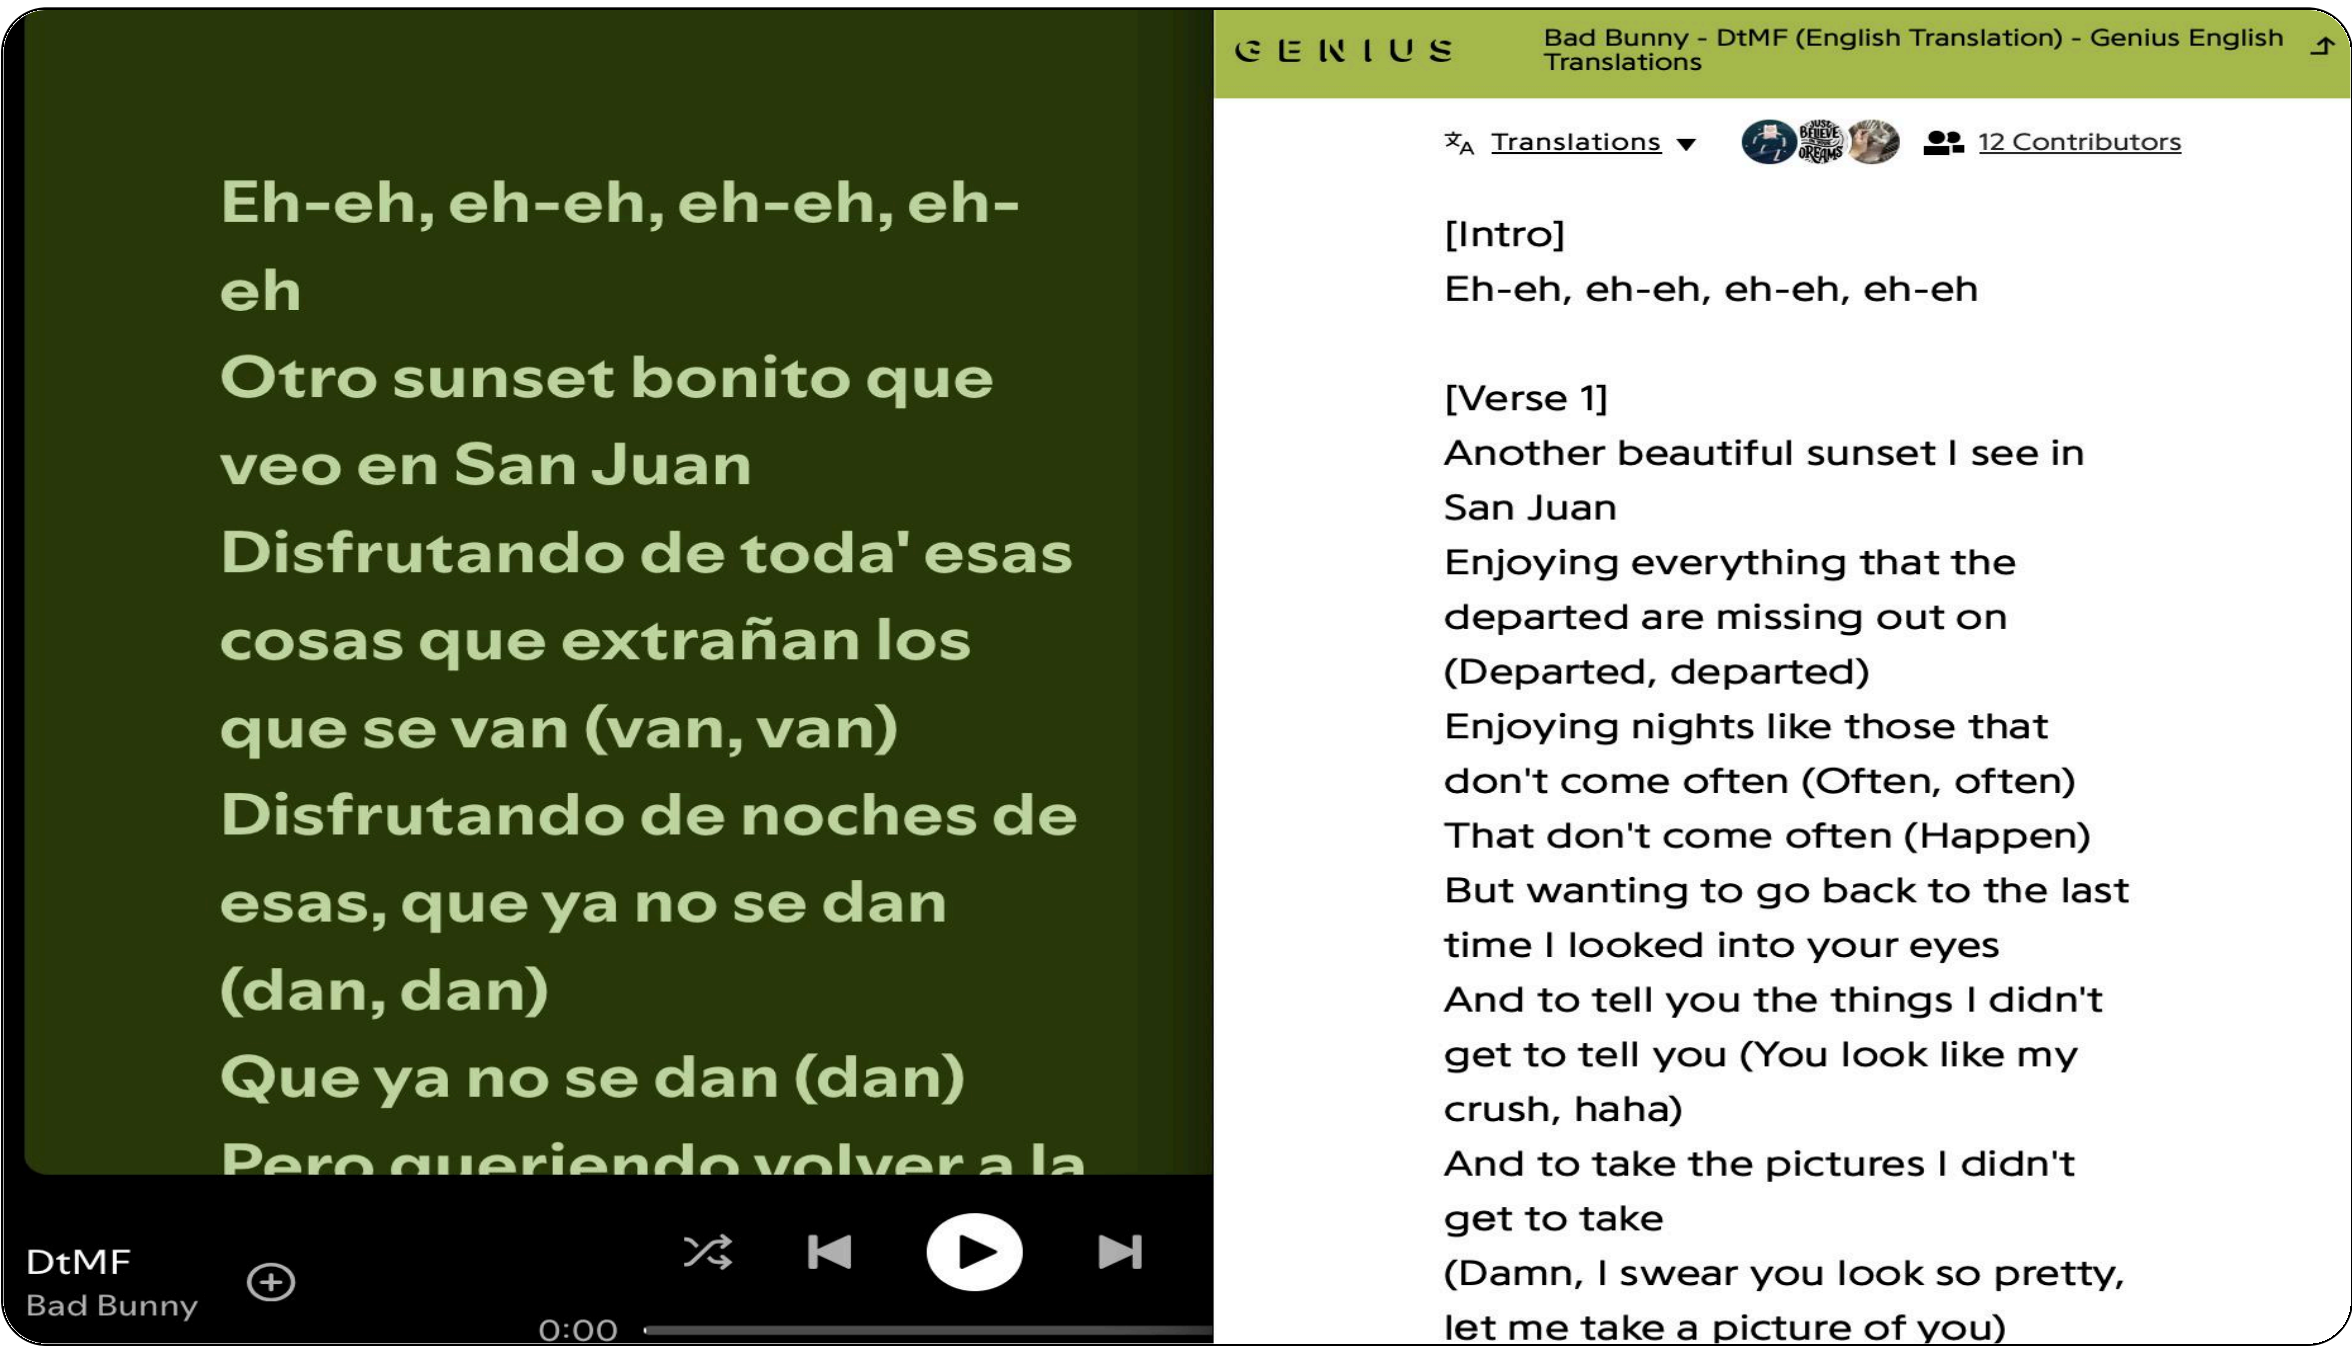 Eh-eh, eh-eh, eh-eh, eh-
eh
Otro sunset bonito que
veo en San Juan
Disfrutando de toda' esas
cosas que extrañan los
que se van (van, van)
Disfrutando de noches de
esas, que ya no se dan
(dan, dan)
Que ya no se dan (dan)
Pero queriendo volver a la
DtMF
Bad Bunny
0:00
GENIUS
Bad Bunny - DtMF (English Translation) - Genius English
Translations
Translations
JUST
BELIEVE
DREAMS
12 Contributors
[Intro]
Eh-eh, eh-eh, eh-eh, eh-eh
[Verse 1]
Another beautiful sunset I see in
San Juan
Enjoying everything that the
departed are missing out on
(Departed, departed)
Enjoying nights like those that
don't come often (Often, often)
That don't come often (Happen)
But wanting to go back to the last
time I looked into your eyes
And to tell you the things I didn't
get to tell you (You look like my
crush, haha)
And to take the pictures I didn't
get to take
(Damn, I swear you look so pretty,
let me take a picture of you)